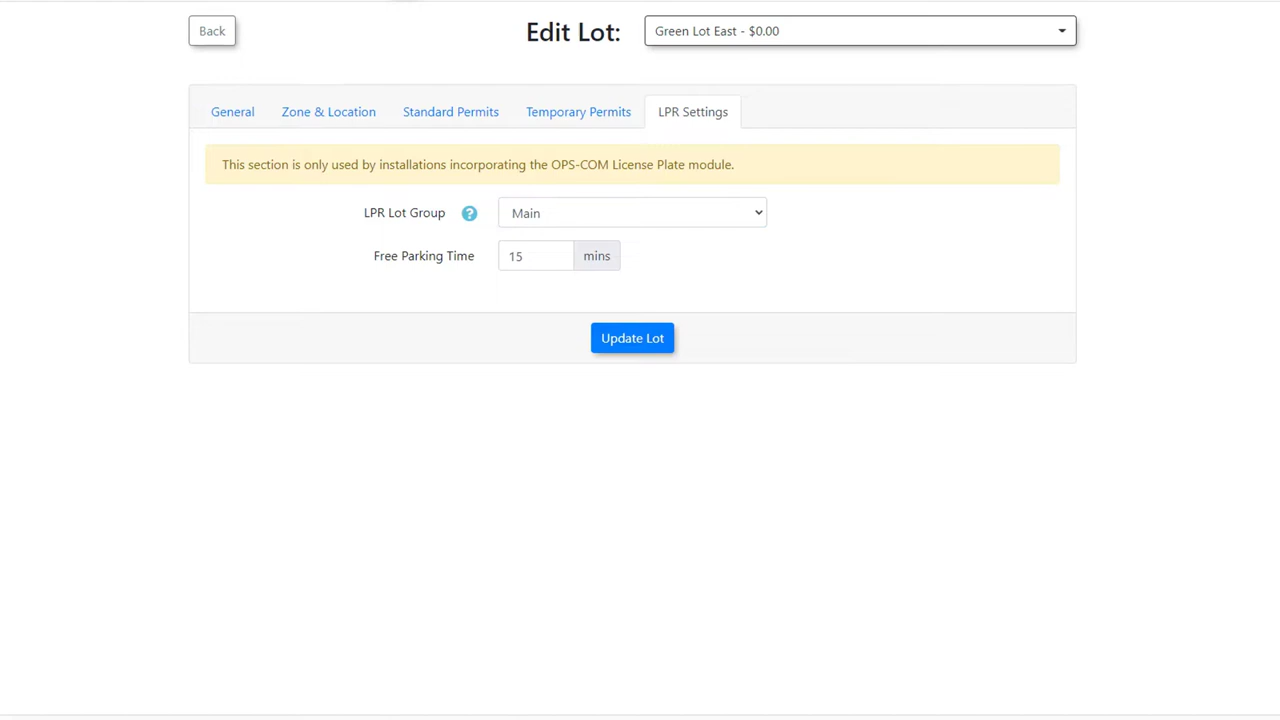 Back
Edit Lot:
Green Lot East - $0.00
General
Zone & Location
Standard Permits
Temporary Permits
LPR Settings
This section is only used by installations incorporating the OPS-COM License Plate module.
LPR Lot Group
?
Main
Free Parking Time
15
mins
Update Lot